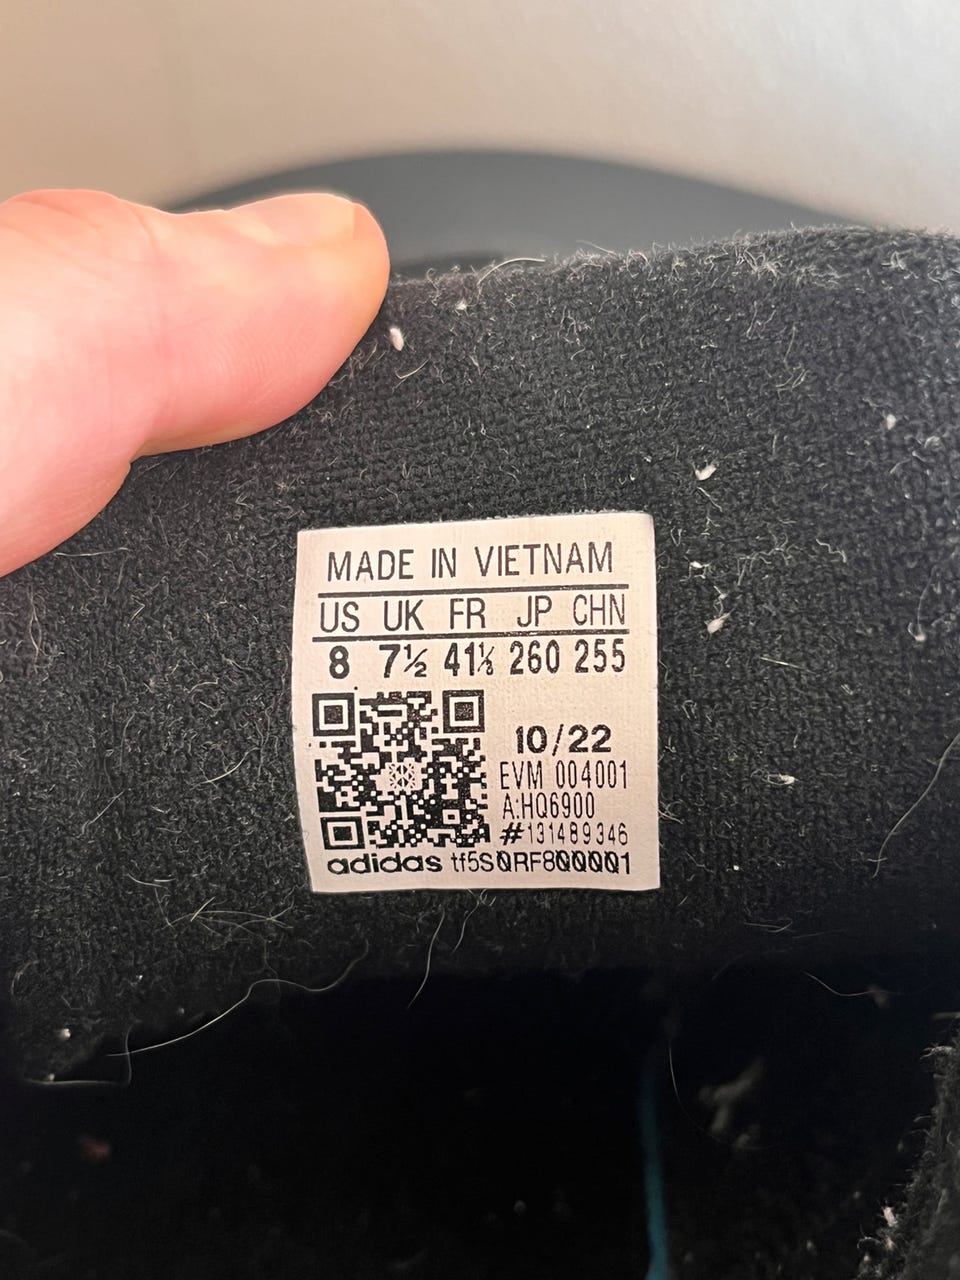 MADE IN VIETNAM
US UK FR JP CHN
8 7½ 41⅓ 260 255
10/22
EVM 004001
A:HQ6900
#131489346
adidas tf5S0RF800001